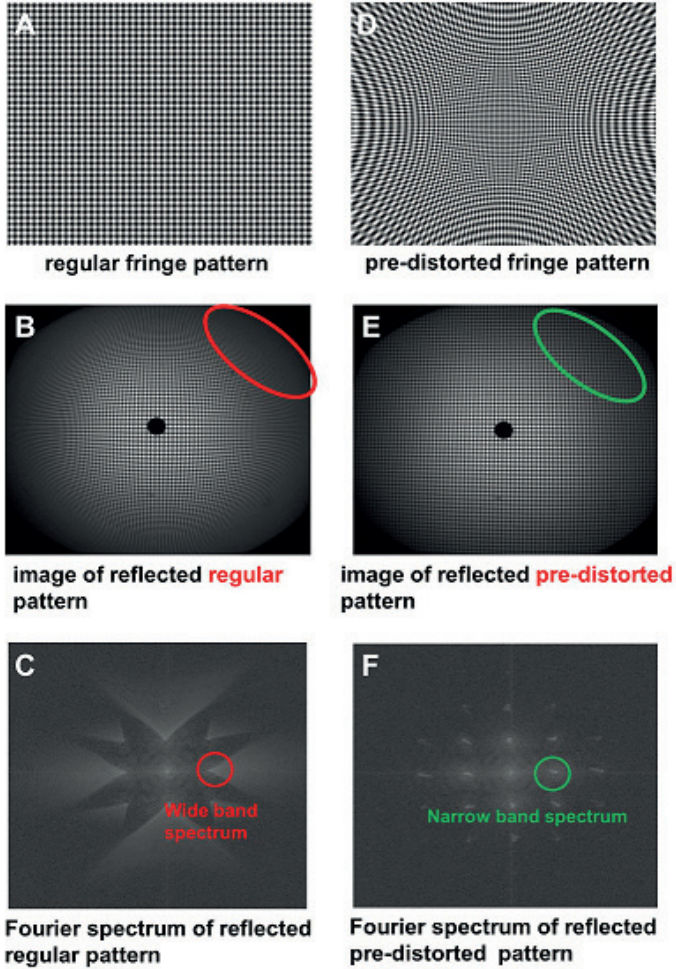 A
D
regular fringe pattern
pre-distorted fringe pattern
B
E
image of reflected regular
pattern
image of reflected pre-distorted
pattern
C
Wide band
spectrum
F
Narrow band spectrum
Fourier spectrum of reflected
regular pattern
Fourier spectrum of reflected
pre-distorted pattern